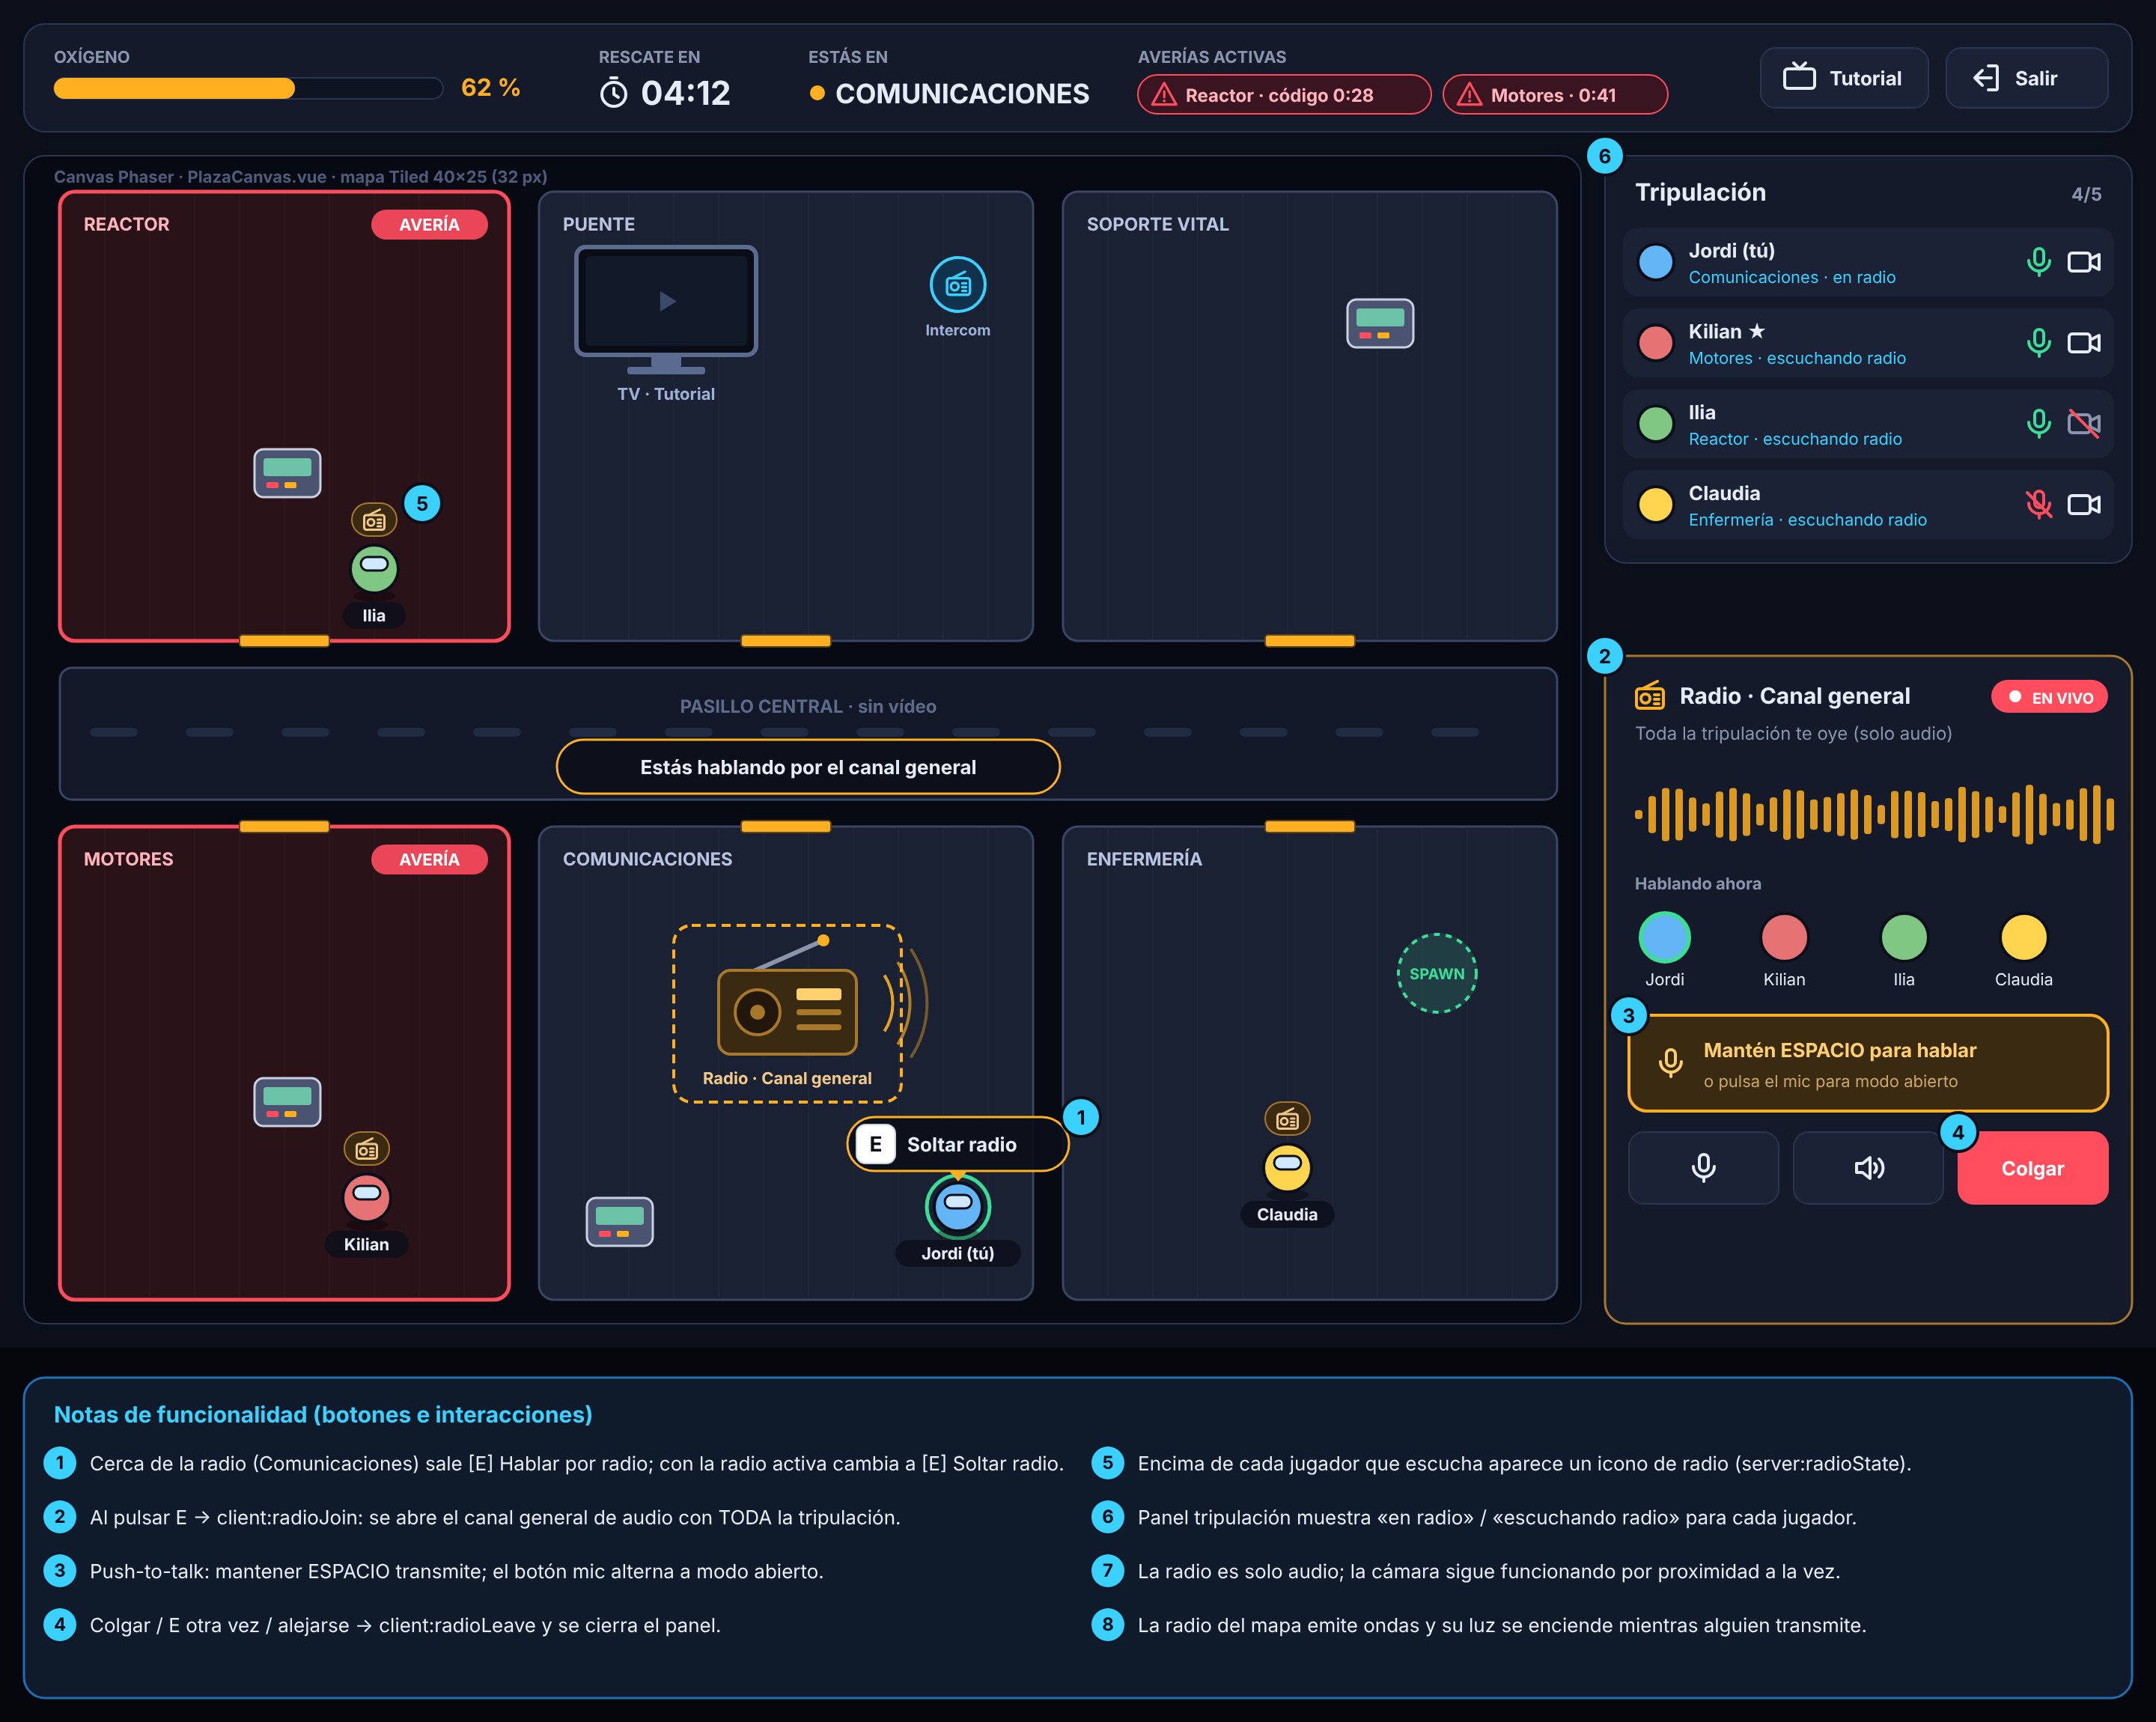 OXÍGENO
62 %
RESCATE EN
04:12
ESTÁS EN
COMUNICACIONES
AVERÍAS ACTIVAS
Reactor · código 0:28
Motores · 0:41
Tutorial
Salir
Canvas Phaser · PlazaCanvas.vue · mapa Tiled 40×25 (32 px)
REACTOR
AVERÍA
5
Ilia
PUENTE
TV · Tutorial
Intercom
SOPORTE VITAL
PASILLO CENTRAL · sin vídeo
Estás hablando por el canal general
MOTORES
AVERÍA
Kilian
COMUNICACIONES
Radio · Canal general
1
E
Soltar radio
Jordi (tú)
ENFERMERÍA
SPAWN
Claudia
6
Tripulación
4/5
Jordi (tú)
Comunicaciones · en radio
Kilian ★
Motores · escuchando radio
Ilia
Reactor · escuchando radio
Claudia
Enfermería · escuchando radio
2
Radio · Canal general
EN VIVO
Toda la tripulación te oye (solo audio)
Hablando ahora
Jordi
Kilian
Ilia
Claudia
3
Mantén ESPACIO para hablar
o pulsa el mic para modo abierto
4
Colgar
Notas de funcionalidad (botones e interacciones)
1 Cerca de la radio (Comunicaciones) sale [E] Hablar por radio; con la radio activa cambia a [E] Soltar radio.
2 Al pulsar E → client:radioJoin: se abre el canal general de audio con TODA la tripulación.
3 Push-to-talk: mantener ESPACIO transmite; el botón mic alterna a modo abierto.
4 Colgar / E otra vez / alejarse → client:radioLeave y se cierra el panel.
5 Encima de cada jugador que escucha aparece un icono de radio (server:radioState).
6 Panel tripulación muestra «en radio» / «escuchando radio» para cada jugador.
7 La radio es solo audio; la cámara sigue funcionando por proximidad a la vez.
8 La radio del mapa emite ondas y su luz se enciende mientras alguien transmite.